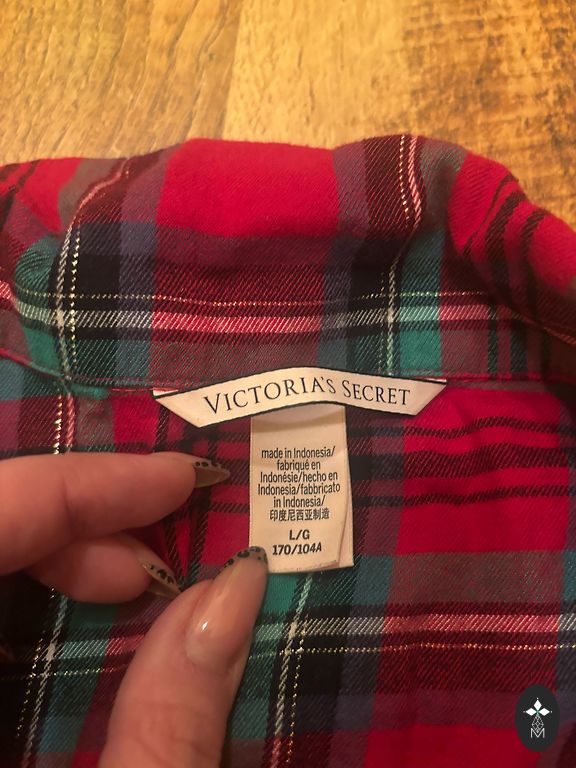 VICTORIA'S SECRET
made in Indonesia/
fabriqué en
Indonésie/hecho en
Indonesia/fabbricato
in Indonesia/
印度尼西亚制造
L/G
170/104A
M